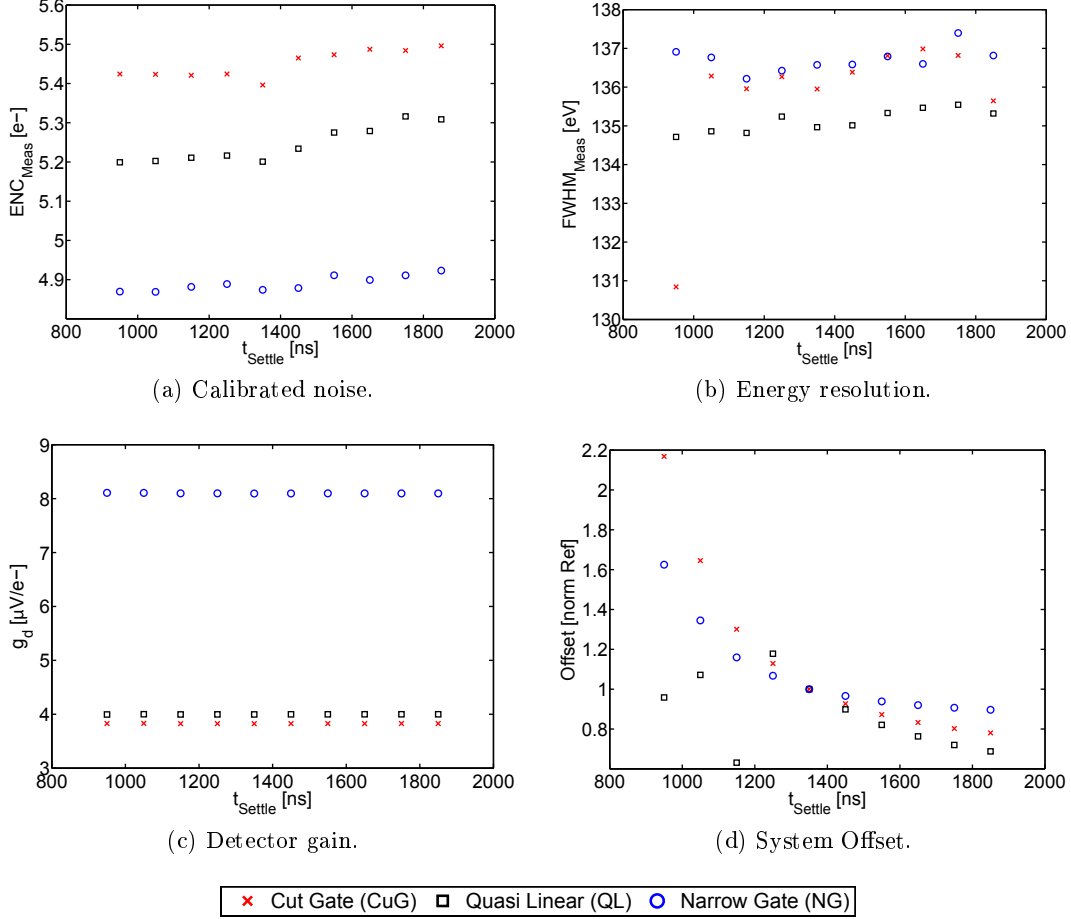 5.6
5.5
5.4
5.3
5.2
5.1
5
4.9
ENC_Meas [e-]
800 1000 1200 1400 1600 1800 2000
t_Settle [ns]
(a) Calibrated noise.
138
137
136
135
134
133
132
131
130
FWHM_Meas [eV]
800 1000 1200 1400 1600 1800 2000
t_Settle [ns]
(b) Energy resolution.
9
8
7
6
5
4
3
g_d [µV/e-]
1000 1200 1400 1600 1800 2000
t_Settle [ns]
(c) Detector gain.
2.2
2
1.8
1.6
1.4
1.2
1
0.8
Offset [norm Ref]
800 1000 1200 1400 1600 1800 2000
t_Settle [ns]
(d) System Offset.
Cut Gate (CuG) Quasi Linear (QL) Narrow Gate (NG)